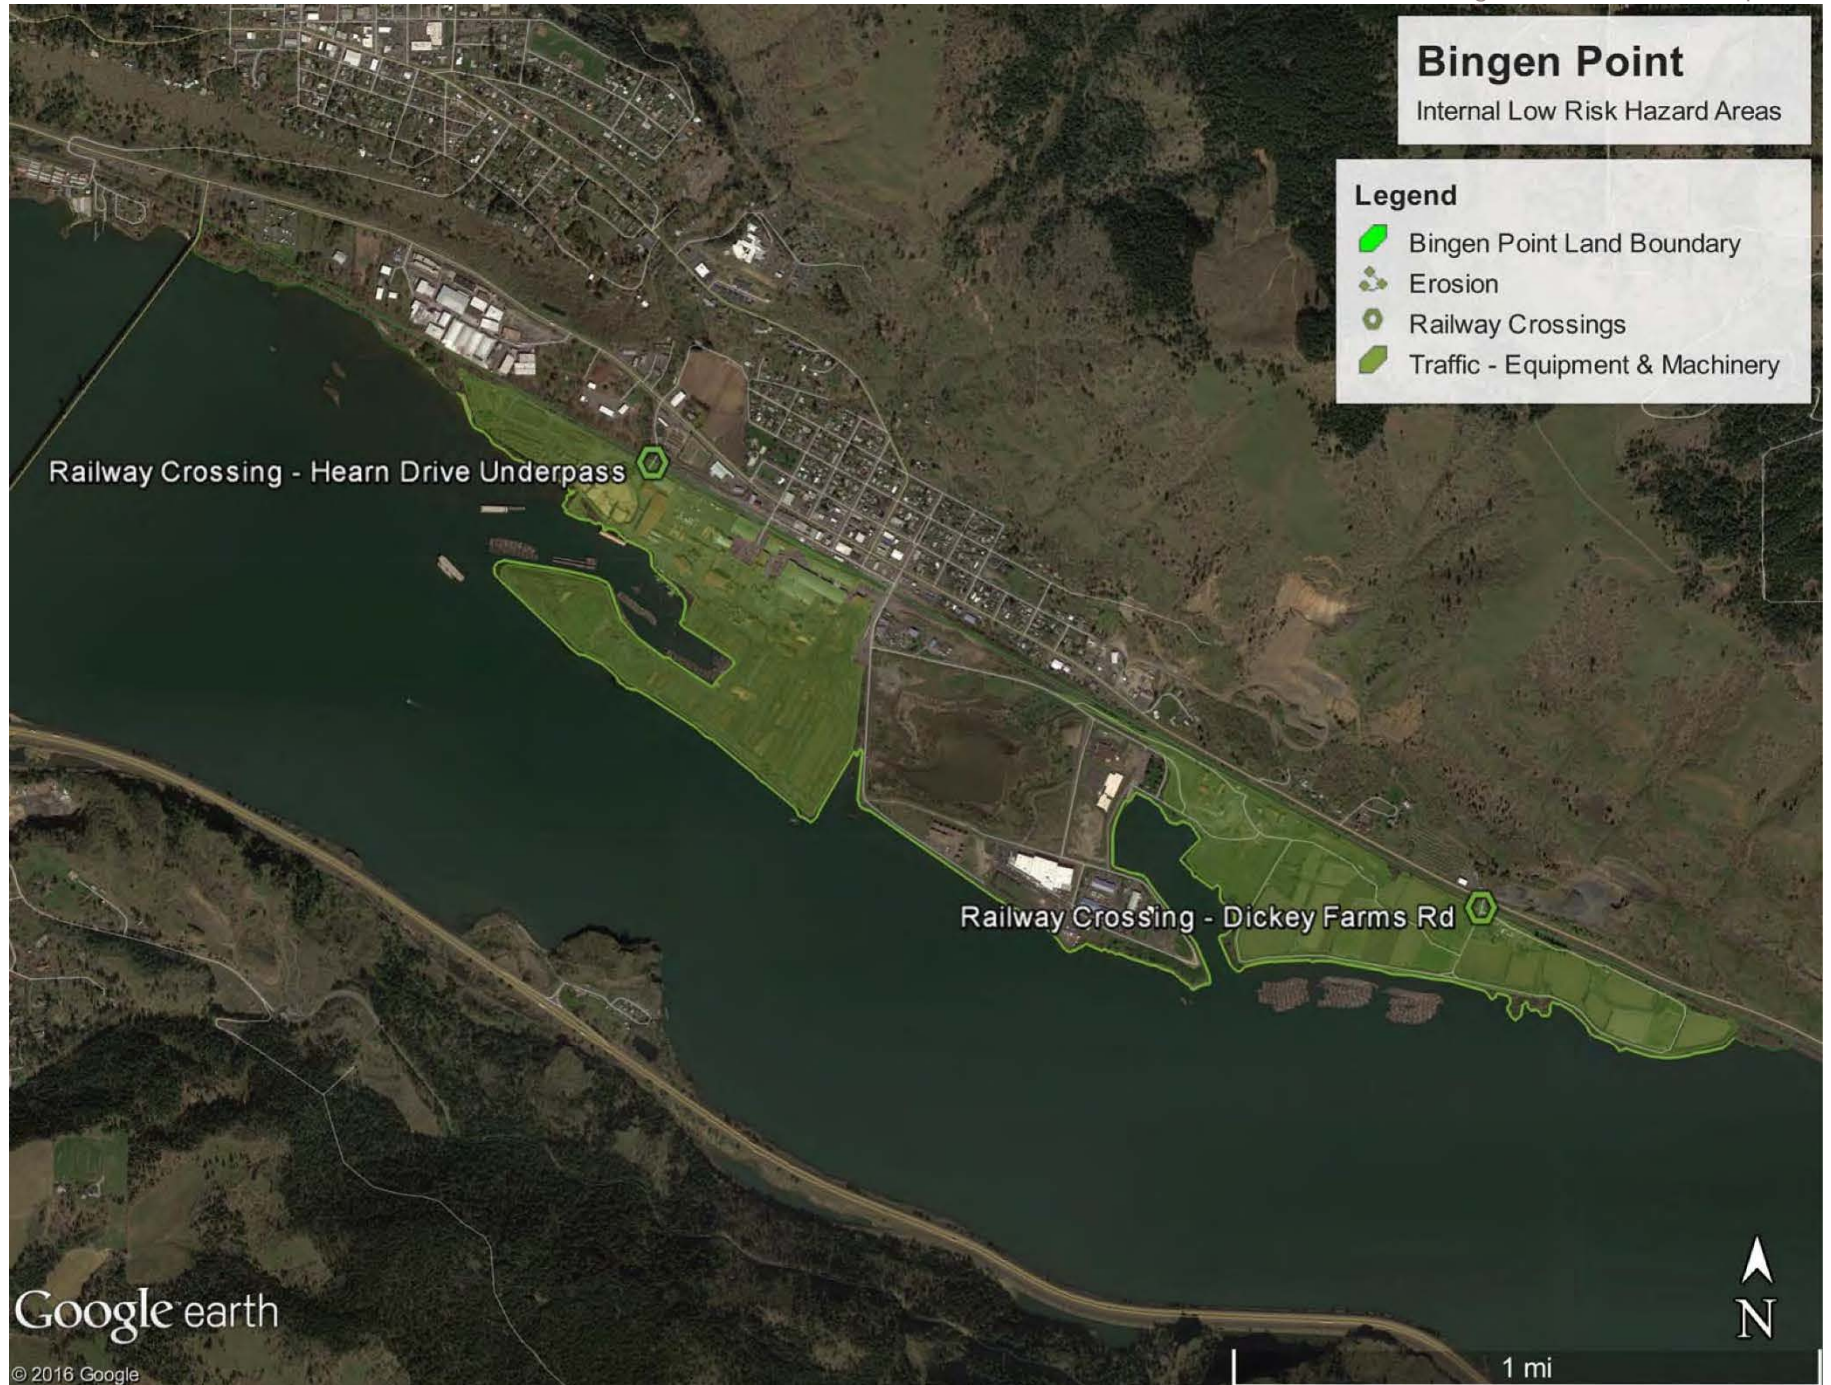 Bingen Point
Internal Low Risk Hazard Areas
Legend
Bingen Point Land Boundary
Erosion
Railway Crossings
Traffic - Equipment & Machinery
Railway Crossing - Hearn Drive Underpass
Railway Crossing - Dickey Farms Rd
Google earth
N
© 2016 Google
1 mi